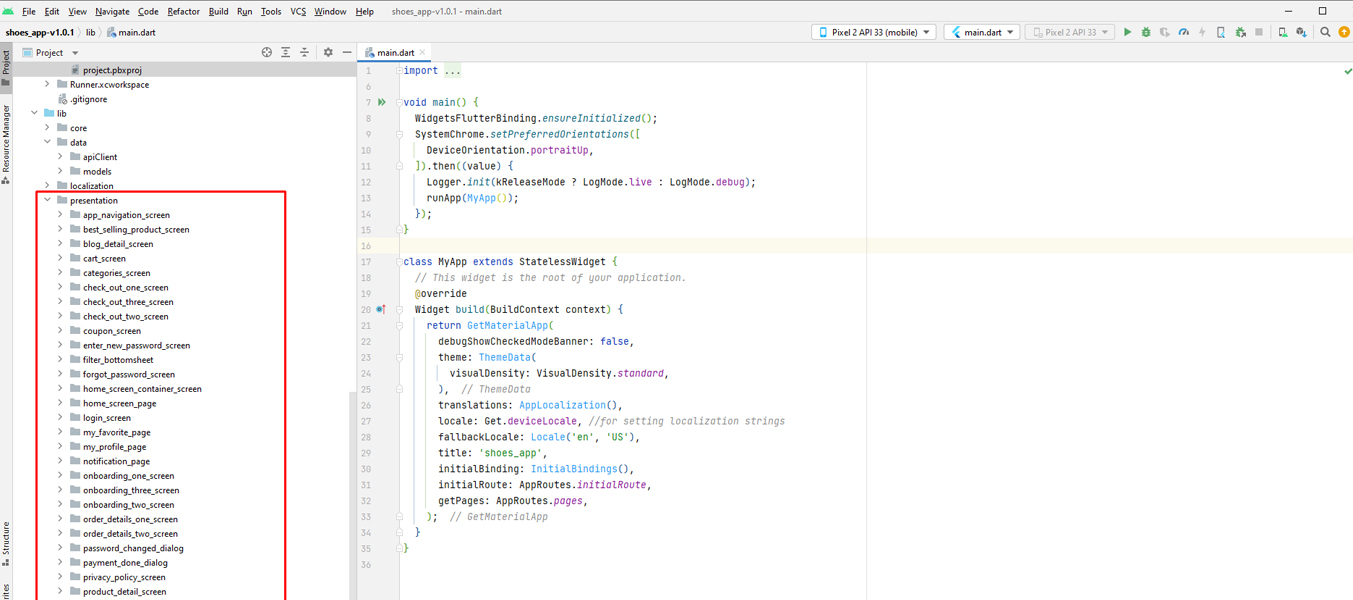 File Edit View Navigate Code Refactor Build Run Tools VCS Window Help shoes_app-v1.0.1 - main.dart
shoes_app-v1.0.1 lib main.dart Pixel 2 API 33 (mobile) main.dart Pixel 2 API 33
Project
Resource Manager
Structure
Project
project.pbxproj
Runner.xcworkspace
.gitignore
lib
core
data
apiClient
models
localization
presentation
app_navigation_screen
best_selling_product_screen
blog_detail_screen
cart_screen
categories_screen
check_out_one_screen
check_out_three_screen
check_out_two_screen
coupon_screen
enter_new_password_screen
filter_bottomsheet
forgot_password_screen
home_screen_container_screen
home_screen_page
login_screen
my_favorite_page
my_profile_page
notification_page
onboarding_one_screen
onboarding_three_screen
onboarding_two_screen
order_details_one_screen
order_details_two_screen
password_changed_dialog
payment_done_dialog
privacy_policy_screen
product_detail_screen
main.dart
1 import ...
6
7 void main() {
8 WidgetsFlutterBinding.ensureInitialized();
9 SystemChrome.setPreferredOrientations([
10 DeviceOrientation.portraitUp,
11 ]).then((value) {
12 Logger.init(kReleaseMode ? LogMode.live : LogMode.debug);
13 runApp(MyApp());
14 });
15 }
16
17 class MyApp extends StatelessWidget {
18 // This widget is the root of your application.
19 @override
20 Widget build(BuildContext context) {
21 return GetMaterialApp(
22 debugShowCheckedModeBanner: false,
23 theme: ThemeData(
24 visualDensity: VisualDensity.standard,
25 ), // ThemeData
26 translations: AppLocalization(),
27 locale: Get.deviceLocale, //for setting localization strings
28 fallbackLocale: Locale('en', 'US'),
29 title: 'shoes_app',
30 initialBinding: InitialBindings(),
31 initialRoute: AppRoutes.initialRoute,
32 getPages: AppRoutes.pages,
33 ); // GetMaterialApp
34 }
35 }
36